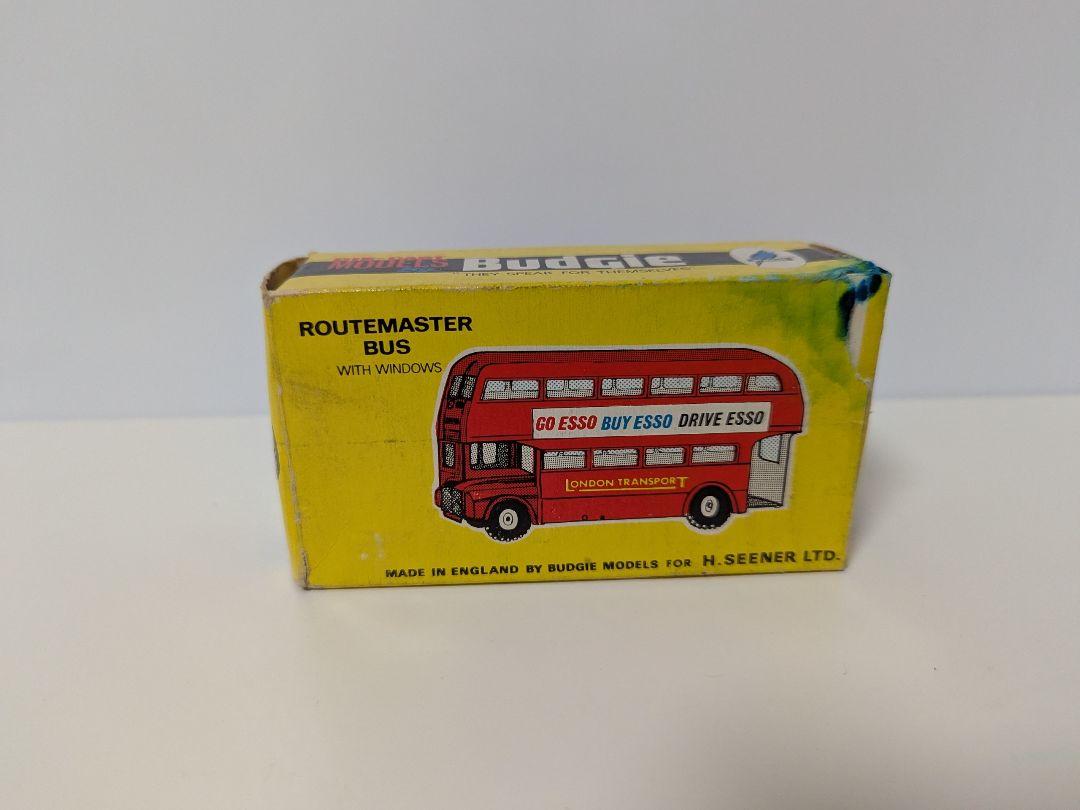 MODELS Budgie
"THEY SPEAK FOR THEMSELVES"
ROUTEMASTER
BUS
WITH WINDOWS
GO ESSO BUY ESSO DRIVE ESSO
LONDON TRANSPORT
MADE IN ENGLAND BY BUDGIE MODELS FOR H. SEENER LTD.